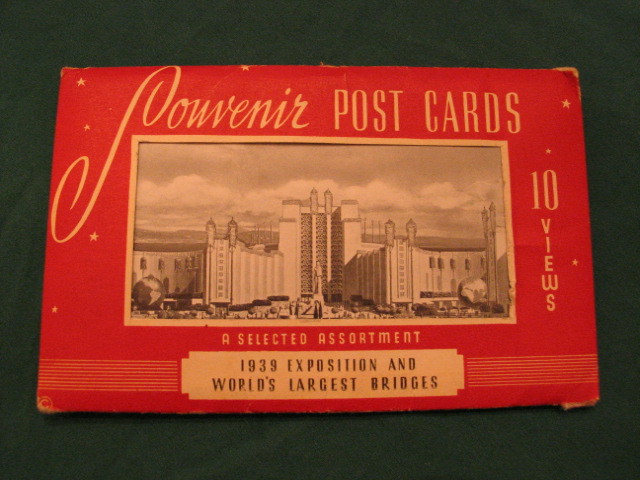 Souvenir POST CARDS
10
VIEWS
A SELECTED ASSORTMENT
1939 EXPOSITION AND
WORLD'S LARGEST BRIDGES
©